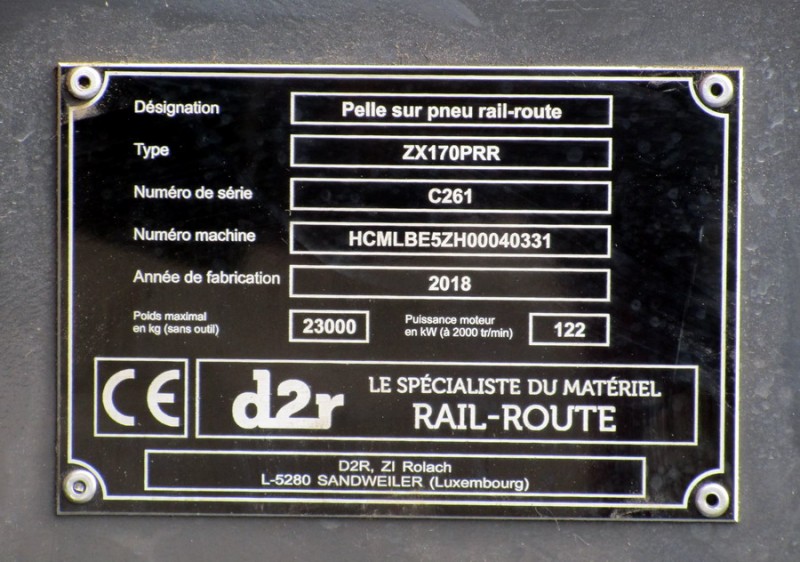 Désignation Pelle sur pneu rail-route
Type ZX170PRR
Numéro de série C261
Numéro machine HCMLBE5ZH00040331
Année de fabrication 2018
Poids maximal
en kg (sans outil) 23000
Puissance moteur
en kW (à 2000 tr/min) 122
CE
d2r
LE SPÉCIALISTE DU MATÉRIEL
RAIL-ROUTE
D2R, ZI Rolach
L-5280 SANDWEILER (Luxembourg)